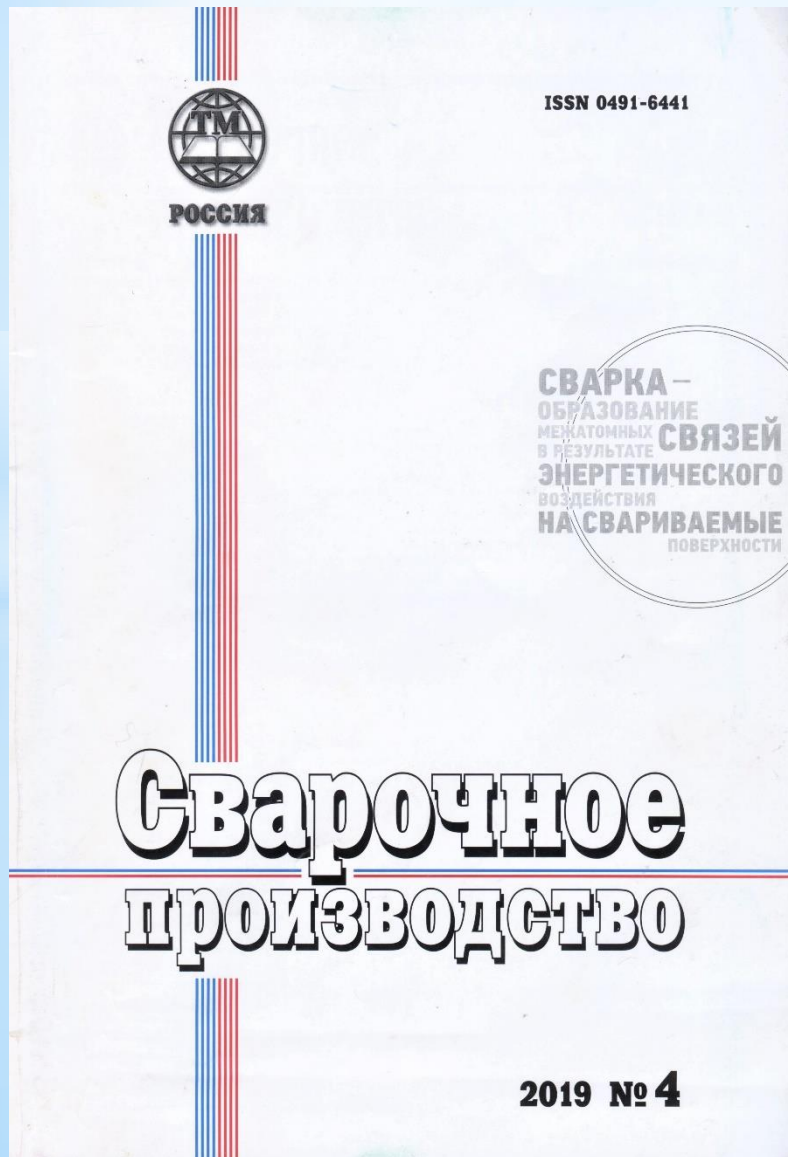 ISSN 0491-6441
ТМ
РОССИЯ
СВАРКА –
ОБРАЗОВАНИЕ
МЕЖАТОМНЫХ
В РЕЗУЛЬТАТЕ СВЯЗЕЙ
ЭНЕРГЕТИЧЕСКОГО
ВОЗДЕЙСТВИЯ
НА СВАРИВАЕМЫЕ
ПОВЕРХНОСТИ
Сварочное
производство
2019 № 4